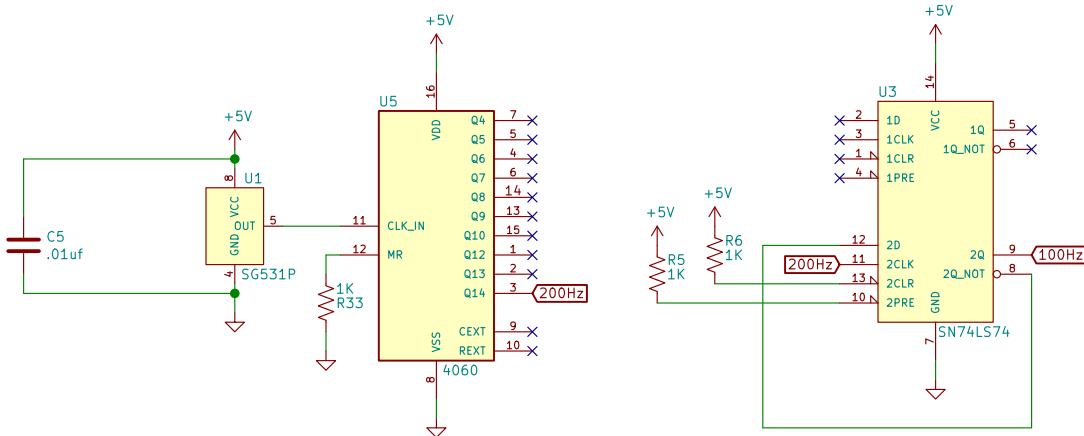 +5V
U5
16
VDD
Q4 7
Q5 5
Q6 4
Q7 6
Q8 14
Q9 13
Q10 15
Q12 1
Q13 2
Q14 3
200Hz
CEXT 9
REXT 10
11 CLK_IN
12 MR
VSS
8
4060
+5V
8
U1
VCC
OUT 5
GND
4
SG531P
C5
.01uf
1K
R33
+5V
14
U3
VCC
2 1D
3 1CLK
1 1CLR
4 1PRE
1Q 5
1Q_NOT 6
12 2D
200Hz
11 2CLK
13 2CLR
10 2PRE
2Q 9
100Hz
2Q_NOT 8
GND
7
SN74LS74
+5V
R5
1K
+5V
R6
1K